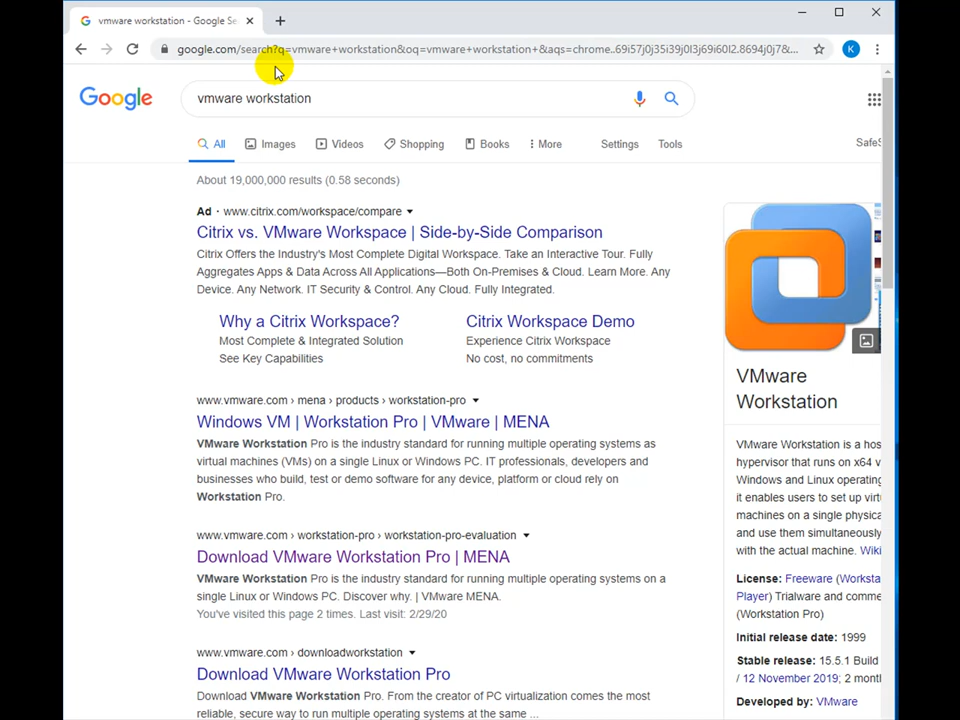 vmware workstation - Google Se
google.com/search?q=vmware+workstation&oq=vmware+workstation+&aqs=chrome..69i57j0j35i39j0l3j69i60l2.8694j0j7&...
K
Google
vmware workstation
All Images Videos Shopping Books More Settings Tools SafeS
About 19,000,000 results (0.58 seconds)
Ad · www.citrix.com/workspace/compare
Citrix vs. VMware Workspace | Side-by-Side Comparison
Citrix Offers the Industry's Most Complete Digital Workspace. Take an Interactive Tour. Fully
Aggregates Apps & Data Across All Applications—Both On-Premises & Cloud. Learn More. Any
Device. Any Network. IT Security & Control. Any Cloud. Fully Integrated.
Why a Citrix Workspace? Citrix Workspace Demo
Most Complete & Integrated Solution Experience Citrix Workspace
See Key Capabilities No cost, no commitments
www.vmware.com › mena › products › workstation-pro
Windows VM | Workstation Pro | VMware | MENA
VMware Workstation Pro is the industry standard for running multiple operating systems as
virtual machines (VMs) on a single Linux or Windows PC. IT professionals, developers and
businesses who build, test or demo software for any device, platform or cloud rely on
Workstation Pro.
www.vmware.com › workstation-pro › workstation-pro-evaluation
Download VMware Workstation Pro | MENA
VMware Workstation Pro is the industry standard for running multiple operating systems on a
single Linux or Windows PC. Discover why. | VMware MENA.
You've visited this page 2 times. Last visit: 2/29/20
www.vmware.com › downloadworkstation
Download VMware Workstation Pro
Download VMware Workstation Pro. From the creator of PC virtualization comes the most
reliable, secure way to run multiple operating systems at the same ...
VMware
Workstation
VMware Workstation is a hos
hypervisor that runs on x64 v
Windows and Linux operating
it enables users to set up virt
machines on a single physica
and use them simultaneously
with the actual machine. Wiki
License: Freeware (Worksta
Player) Trialware and comme
(Workstation Pro)
Initial release date: 1999
Stable release: 15.5.1 Build
/ 12 November 2019; 2 month
Developed by: VMware